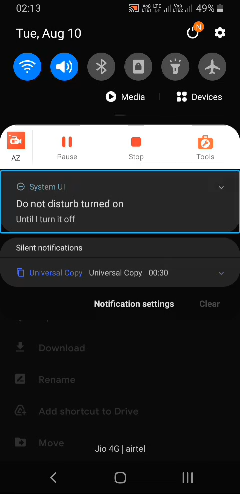 02:13
49%
Tue, Aug 10
N
Media
Devices
AZ
Pause
Stop
Tools
System UI
Do not disturb turned on
Until I turn it off
Silent notifications
Universal Copy Universal Copy 00:30
Notification settings
Clear
Download
Rename
Add shortcut to Drive
Move
Jio 4G | airtel